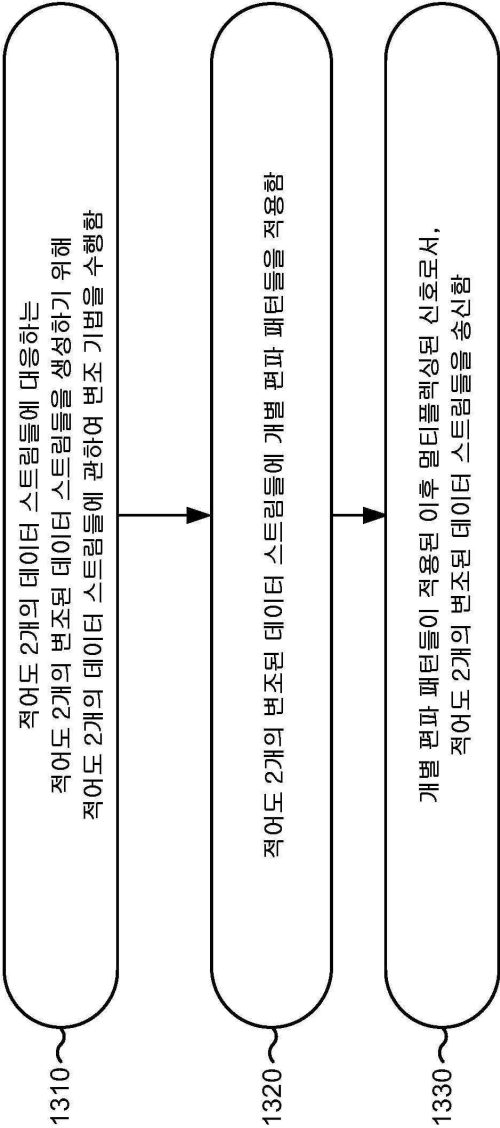 1310
적어도 2개의 데이터 스트림들에 대응하는
적어도 2개의 변조된 데이터 스트림들을 생성하기 위해
적어도 2개의 데이터 스트림들에 관하여 변조 기법을 수행함
1320
적어도 2개의 변조된 데이터 스트림들에 개별 편파 패턴들을 적용함
1330
개별 편파 패턴들이 적용된 이후 멀티플렉싱된 신호로서,
적어도 2개의 변조된 데이터 스트림들을 송신함